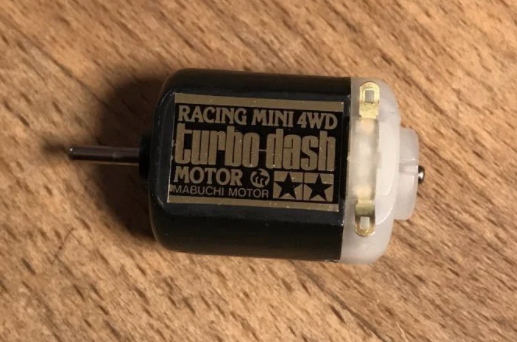 RACING MINI 4WD
turbo-dash
MOTOR
MABUCHI MOTOR